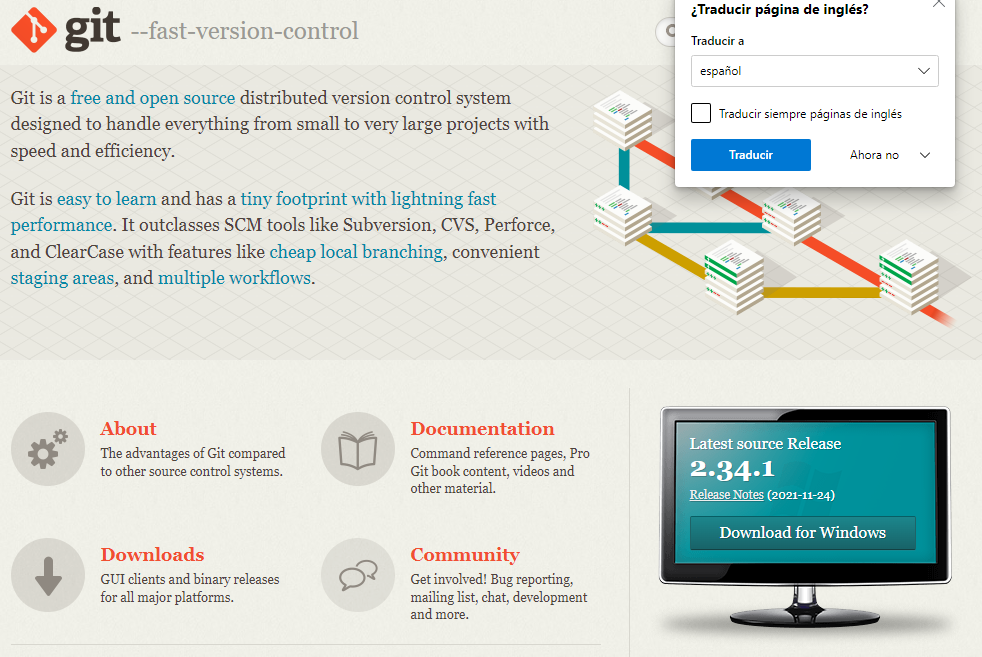 git --fast-version-control
¿Traducir página de inglés?
Traducir a
español
Traducir siempre páginas de inglés
Traducir
Ahora no
Git is a free and open source distributed version control system
designed to handle everything from small to very large projects with
speed and efficiency.
Git is easy to learn and has a tiny footprint with lightning fast
performance. It outclasses SCM tools like Subversion, CVS, Perforce,
and ClearCase with features like cheap local branching, convenient
staging areas, and multiple workflows.
About
The advantages of Git compared
to other source control systems.
Documentation
Command reference pages, Pro
Git book content, videos and
other material.
Downloads
GUI clients and binary releases
for all major platforms.
Community
Get involved! Bug reporting,
mailing list, chat, development
and more.
Latest source Release
2.34.1
Release Notes (2021-11-24)
Download for Windows